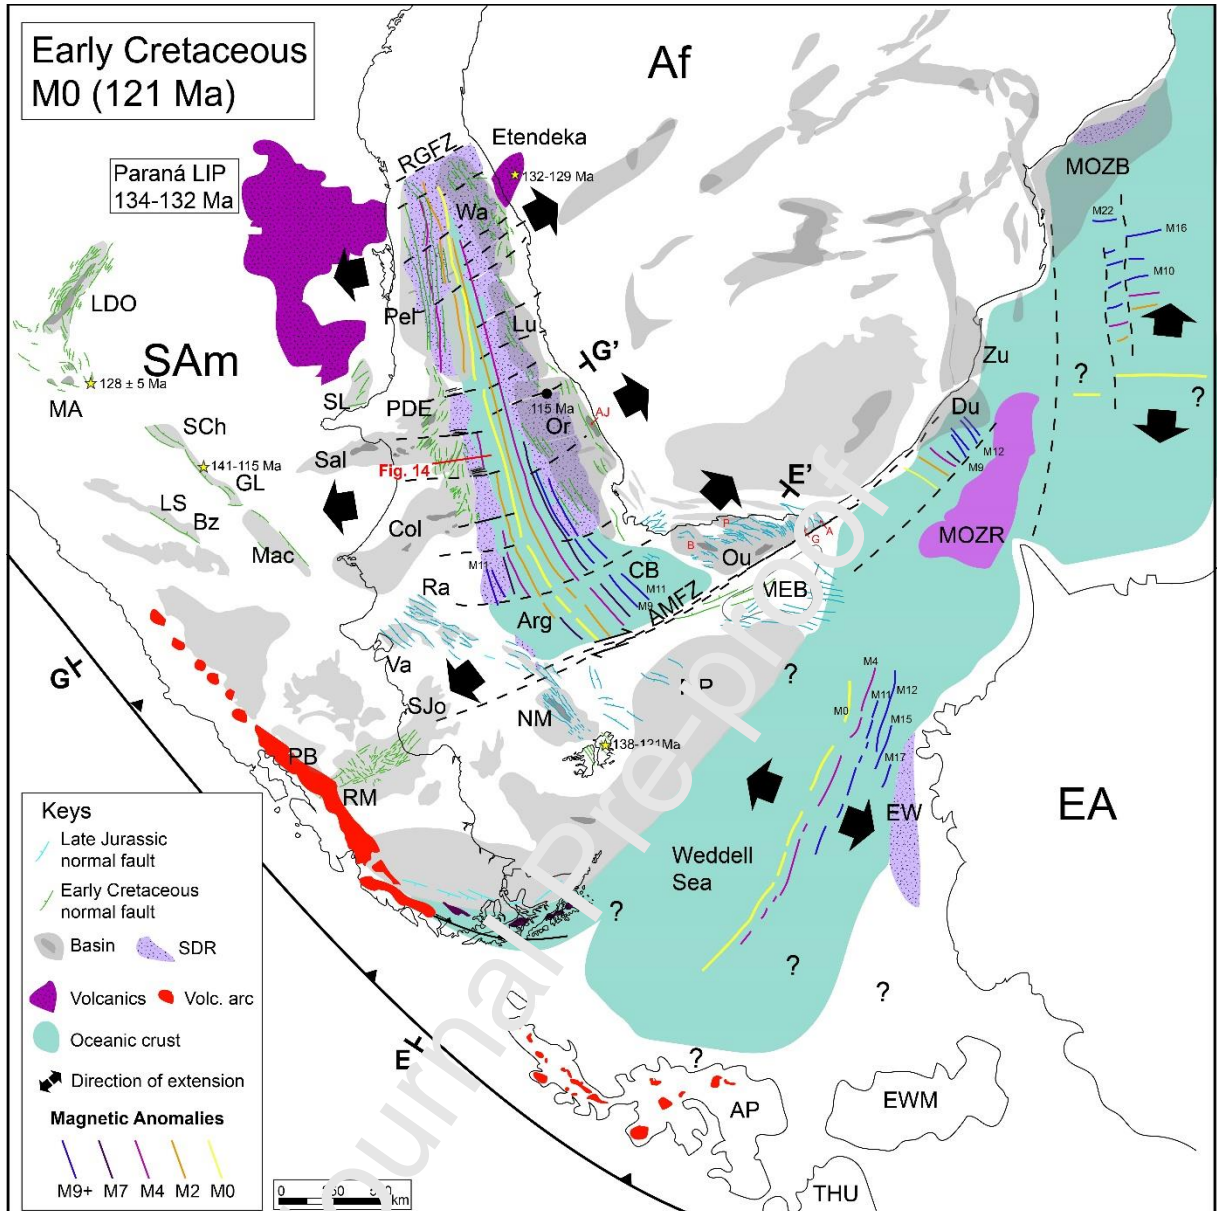 Early Cretaceous
M0 (121 Ma)
Af
Paraná LIP
134-132 Ma
RGFZ
Etendeka
132-129 Ma
MOZB
M22
M16
M10
Wa
LDO
SAm
Pel
Lu
G'
Zu
?
?
128 ± 5 Ma
MA
SL
PDE
115 Ma
Or
AJ
Du
M12
M9
SCh
141-115 Ma
GL
Sal
Fig. 14
E'
LS
Bz
Mac
Col
F
B
Ou
A
G
MOZR
M11
Ra
CB
M11
M9
AMFZ
MEB
Arg
Va
SJo
NM
P
?
M4
M12
M11
M0
M15
M17
G
138-121Ma
PB
RM
EW
EA
Weddell
Sea
?
?
?
?
E
AP
EWM
THU
Keys
Late Jurassic
normal fault
Early Cretaceous
normal fault
Basin
SDR
Volcanics
Volc. arc
Oceanic crust
Direction of extension
Magnetic Anomalies
M9+ M7 M4 M2 M0
0
km
Journal Pre-proof